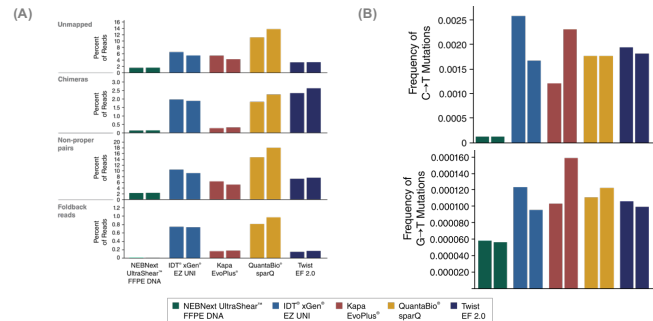 (A)
Unmapped
Percent
of Reads
16
14
12
10
8
6
4
2
0
Chimeras
Percent
of Reads
3.0
2.5
2.0
1.5
1.0
0.5
0
Non-proper
pairs
Percent
of Reads
20
18
16
14
12
10
8
6
4
2
0
Foldback
reads
Percent
of Reads
1.2
1.0
0.8
0.6
0.4
0.2
0
NEBNext
UltraShear™
FFPE DNA
IDT® xGen®
EZ UNI
Kapa
EvoPlus®
QuantaBio®
sparQ
Twist
EF 2.0
(B)
Frequency of
C→T Mutations
0.0025
0.0020
0.0015
0.0010
0.0005
0
Frequency of
G→T Mutations
0.000160
0.000140
0.000120
0.000100
0.000080
0.000060
0.000040
0.000020
NEBNext UltraShear™
FFPE DNA
IDT® xGen®
EZ UNI
Kapa
EvoPlus®
QuantaBio®
sparQ
Twist
EF 2.0